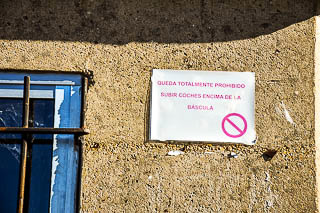 QUEDA TOTALMENTE PROHIBIDO
SUBIR COCHES ENCIMA DE LA
BÁSCULA